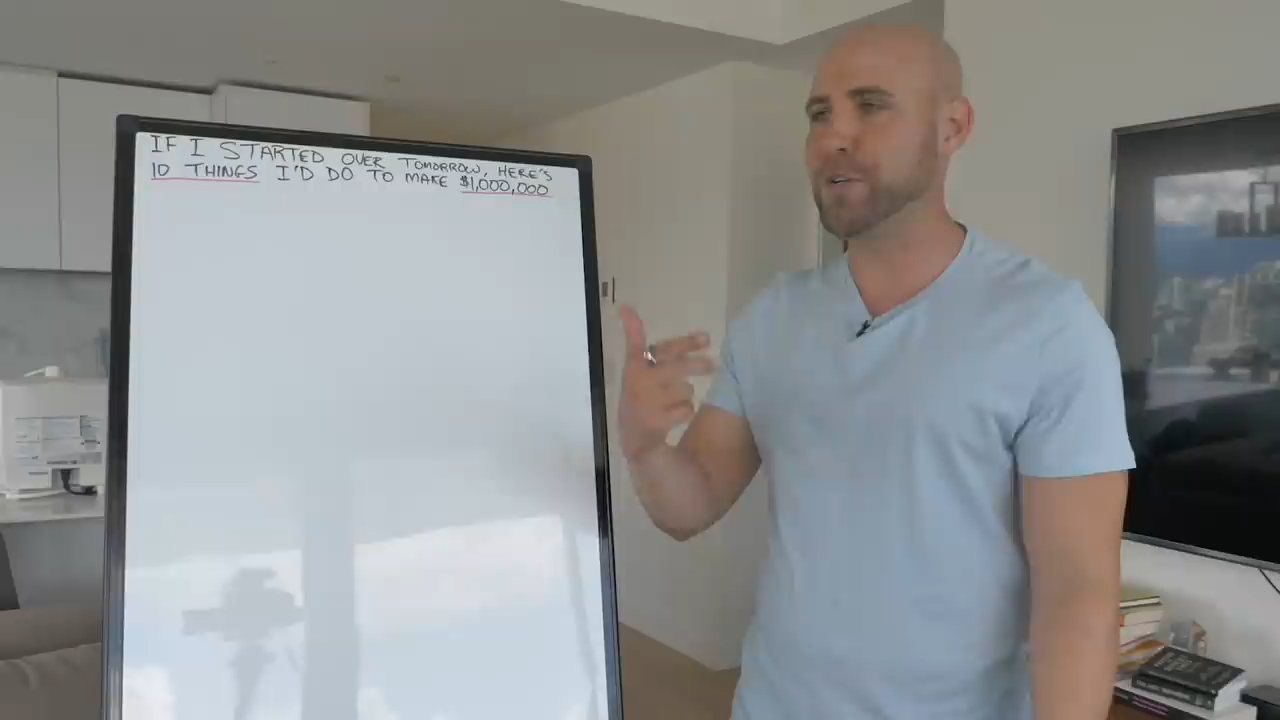 IF I STARTED OVER TOMORROW, HERE'S
10 THINGS I'D DO TO MAKE $1,000,000